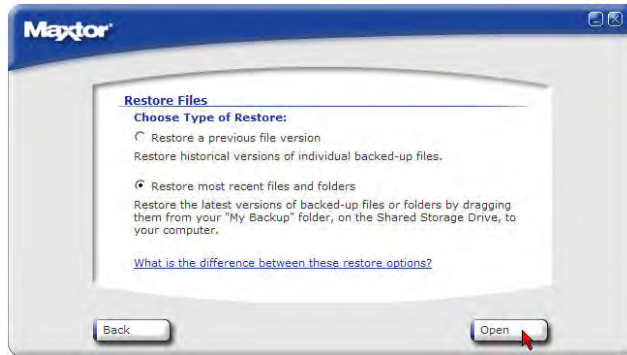 Maxtor
Restore Files
Choose Type of Restore:
Restore a previous file version
Restore historical versions of individual backed-up files.
Restore most recent files and folders
Restore the latest versions of backed-up files or folders by dragging
them from your "My Backup" folder, on the Shared Storage Drive, to
your computer.
What is the difference between these restore options?
Back
Open